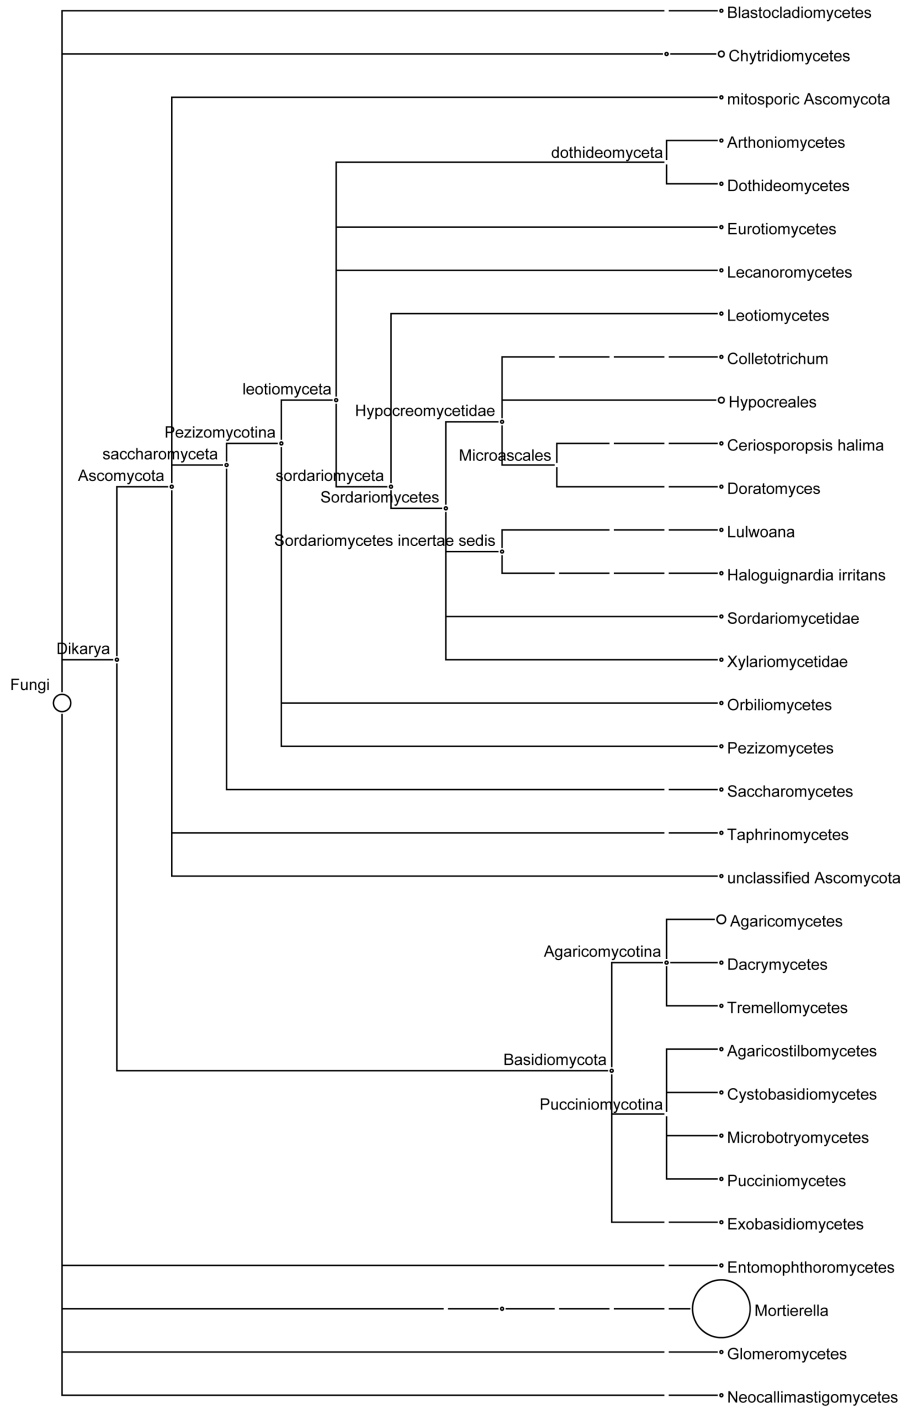 Blastocladiomycetes
Chytridiomycetes
mitosporic Ascomycota
Arthoniomycetes
dothideomyceta
Dothideomycetes
Eurotiomycetes
Lecanoromycetes
Leotiomycetes
Colletotrichum
leotiomyceta
Hypocreales
Hypocreomycetidae
Pezizomycotina
Ceriosporopsis halima
saccharomyceta
Microascales
Ascomycota
sordariomyceta
Doratomyces
Sordariomycetes
Lulwoana
Sordariomycetes incertae sedis
Haloguignardia irritans
Sordariomycetidae
Dikarya
Xylariomycetidae
Fungi
Orbiliomycetes
Pezizomycetes
Saccharomycetes
Taphrinomycetes
unclassified Ascomycota
Agaricomycetes
Agaricomycotina
Dacrymycetes
Tremellomycetes
Agaricostilbomycetes
Basidiomycota
Cystobasidiomycetes
Pucciniomycotina
Microbotryomycetes
Pucciniomycetes
Exobasidiomycetes
Entomophthoromycetes
Mortierella
Glomeromycetes
Neocallimastigomycetes